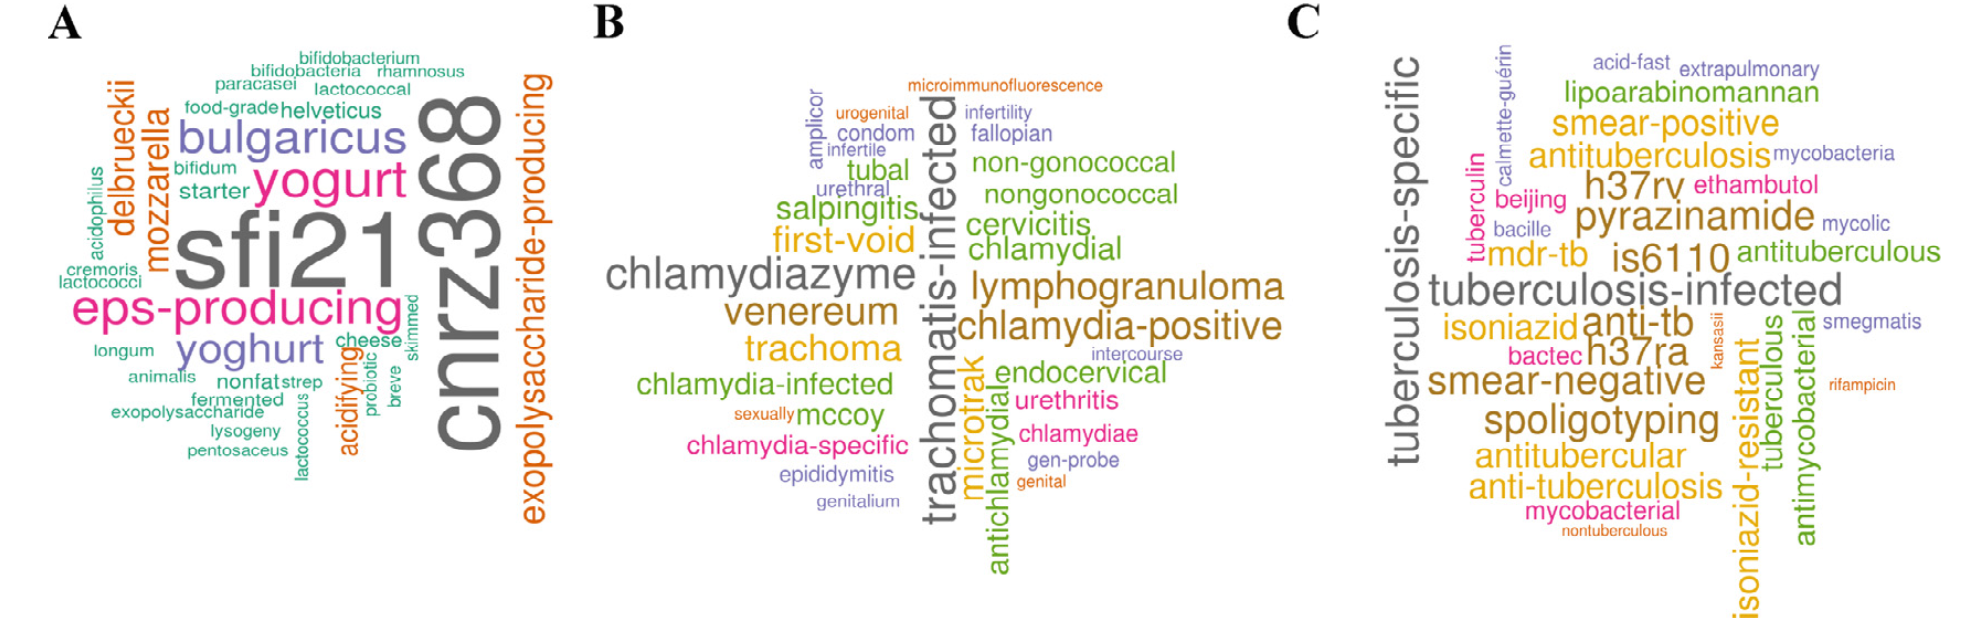 A
bifidobacterium
bifidobacteria rhamnosus
paracasei lactococcal
food-grade helveticus
delbrueckii
mozzarella
bulgaricus
bifidum
starter yogurt
acidophilus
sfi21
cnrz368
exopolysaccharide-producing
cremoris
lactococci
eps-producing
skimmed
longum yoghurt cheese
animalis nonfat strep
acidifying
probiotic
breve
fermented
exopolysaccharide
lactococcus
lysogeny
pentosaceus
B
microimmunofluorescence
amplicor
urogenital infertility
condom fallopian
infertile
tubal non-gonococcal
urethral nongonococcal
salpingitis cervicitis
first-void chlamydial
trachomatis-infected
chlamydiazyme lymphogranuloma
venereum chlamydia-positive
trachoma intercourse
microtrak
antichlamydial
chlamydia-infected endocervical
sexually mccoy urethritis
chlamydia-specific chlamydiae
epididymitis gen-probe
genitalium genital
C
tuberculosis-specific
calmette-guérin
acid-fast extrapulmonary
lipoarabinomannan
smear-positive
antituberculosis mycobacteria
tuberculin
h37rv ethambutol
beijing pyrazinamide mycolic
bacille
mdr-tb is6110 antituberculous
tuberculosis-infected
isoniazid anti-tb smegmatis
kansasii
bactec h37ra
smear-negative rifampicin
isoniazid-resistant
tuberculous
antimycobacterial
spoligotyping
antitubercular
anti-tuberculosis
mycobacterial
nontuberculous